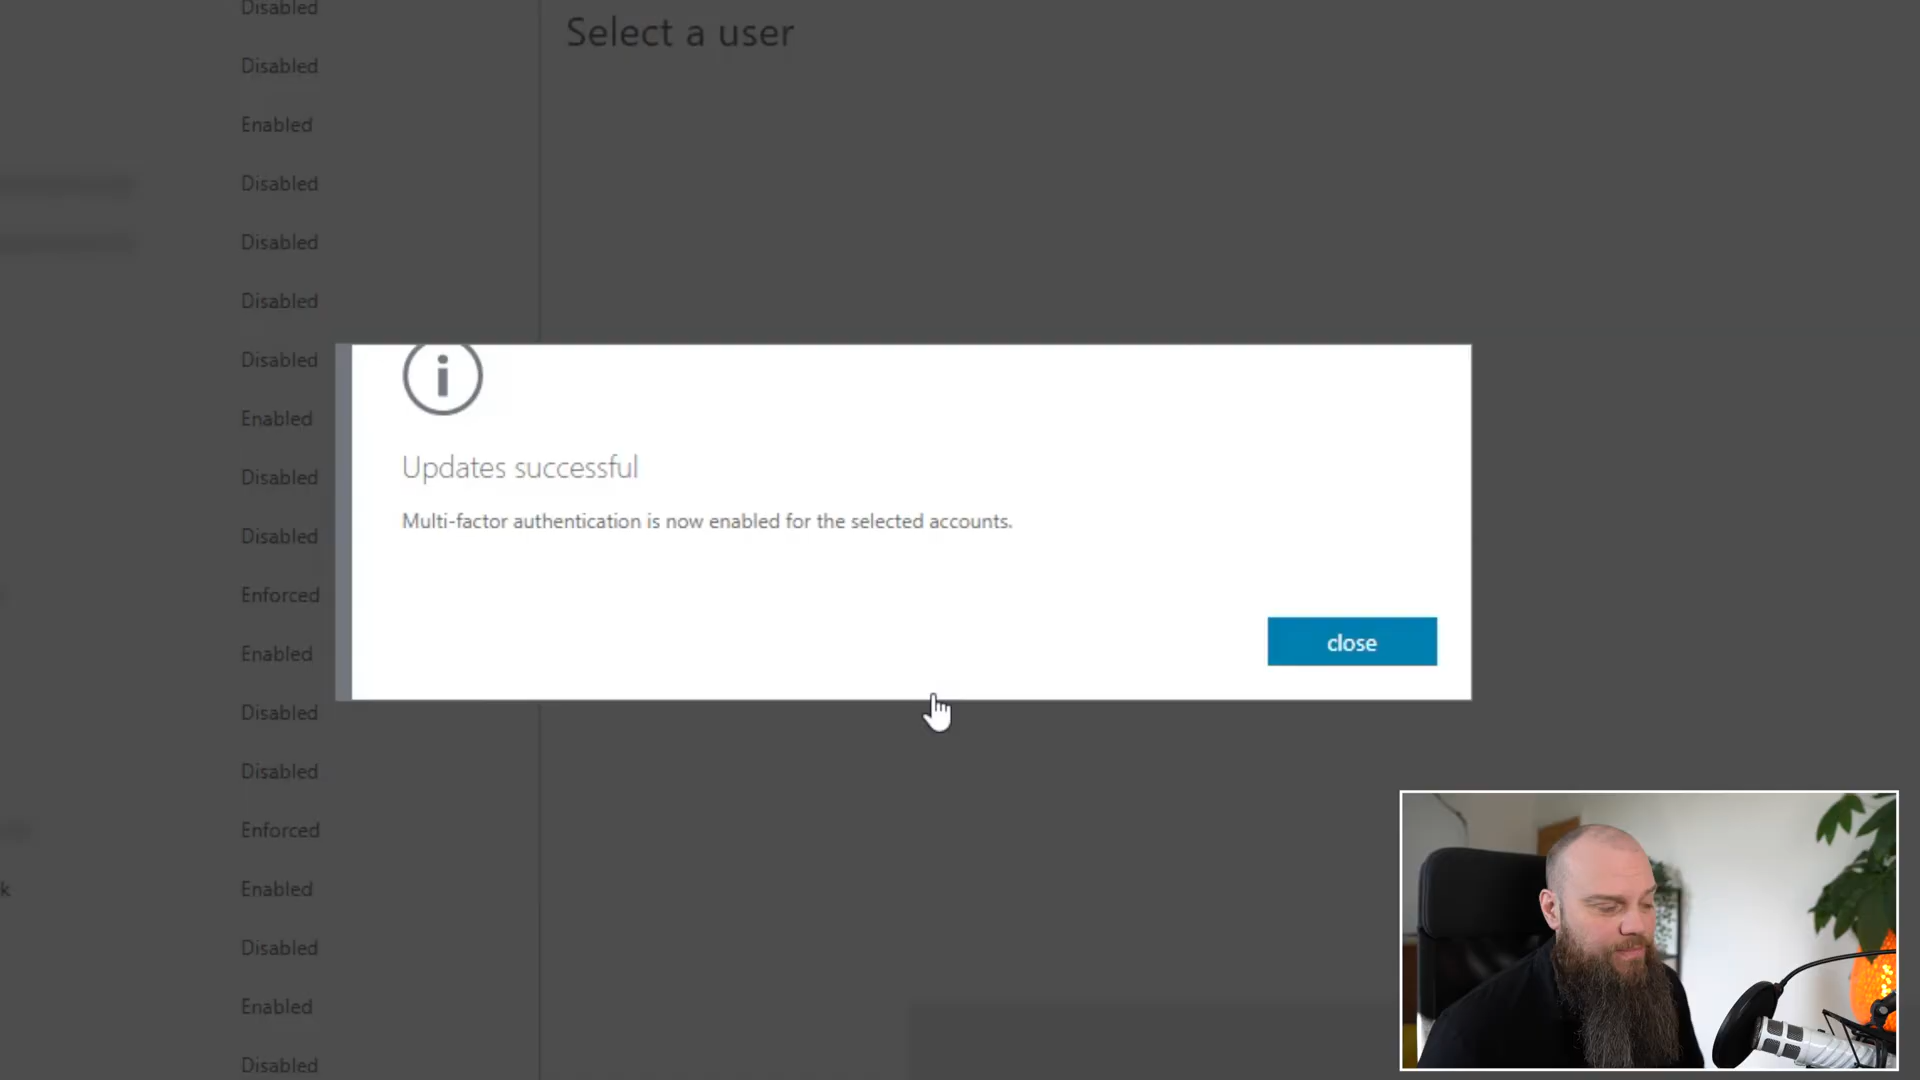 Disabled
Select a user
Disabled
Enabled
Disabled
Disabled
Disabled
Disabled
Enabled
Updates successful
Disabled
Multi-factor authentication is now enabled for the selected accounts.
Disabled
Enforced
close
Enabled
Disabled
Disabled
Enforced
k
Enabled
Disabled
Enabled
Disabled